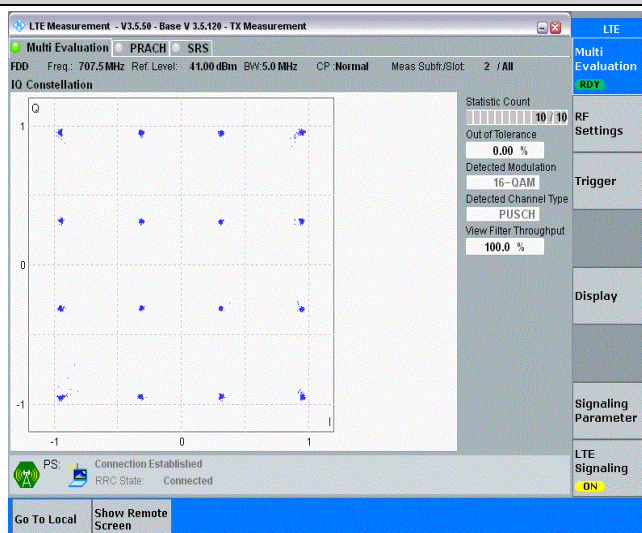 LTE Measurement - V3.5.50 - Base V 3.5.120 - TX Measurement
LTE
Multi Evaluation PRACH SRS
FDD Freq.: 707.5 MHz Ref. Level: 41.00 dBm BW:5.0 MHz CP :Normal Meas Subfr./Slot: 2 / All
IQ Constellation
Q
1
0
-1
I
-1 0 1
Statistic Count
10 / 10
Out of Tolerance
0.00 %
Detected Modulation
16-QAM
Detected Channel Type
PUSCH
View Filter Throughput
100.0 %
Multi
Evaluation
RDY
RF
Settings
Trigger
Display
Signaling
Parameter
LTE
Signaling
ON
PS: Connection Established
RRC State: Connected
Go To Local
Show Remote
Screen